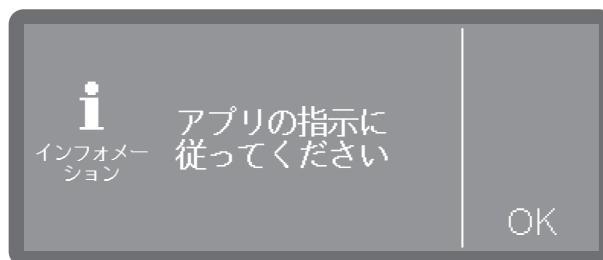 i
インフォメー
ション
アプリの指示に
従ってください
OK